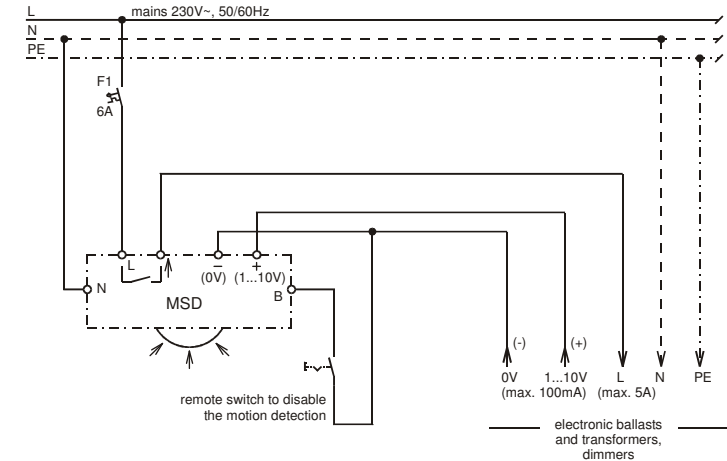 L
mains 230V~, 50/60Hz
N
PE
F1
6A
L
− +
(0V) (1...10V)
N
MSD
B
(-)
(+)
0V 1...10V L N PE
(max. 100mA) (max. 5A)
remote switch to disable
the motion detection
electronic ballasts
and transformers,
dimmers